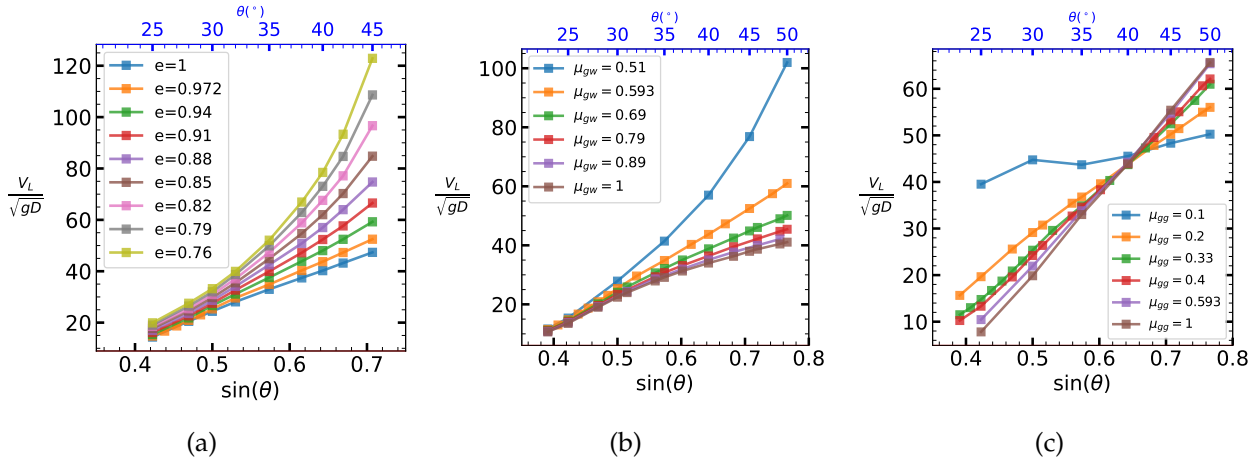 θ(°)
25 30 35 40 45
V_L/√gD
120
100
80
60
40
20
e=1
e=0.972
e=0.94
e=0.91
e=0.88
e=0.85
e=0.82
e=0.79
e=0.76
0.4 0.5 0.6 0.7
sin(θ)
(a)
θ(°)
25 30 35 40 45 50
V_L/√gD
100
80
60
40
20
μ_gw = 0.51
μ_gw = 0.593
μ_gw = 0.69
μ_gw = 0.79
μ_gw = 0.89
μ_gw = 1
0.4 0.5 0.6 0.7 0.8
sin(θ)
(b)
θ(°)
25 30 35 40 45 50
V_L/√gD
60
50
40
30
20
10
μ_gg = 0.1
μ_gg = 0.2
μ_gg = 0.33
μ_gg = 0.4
μ_gg = 0.593
μ_gg = 1
0.4 0.5 0.6 0.7 0.8
sin(θ)
(c)